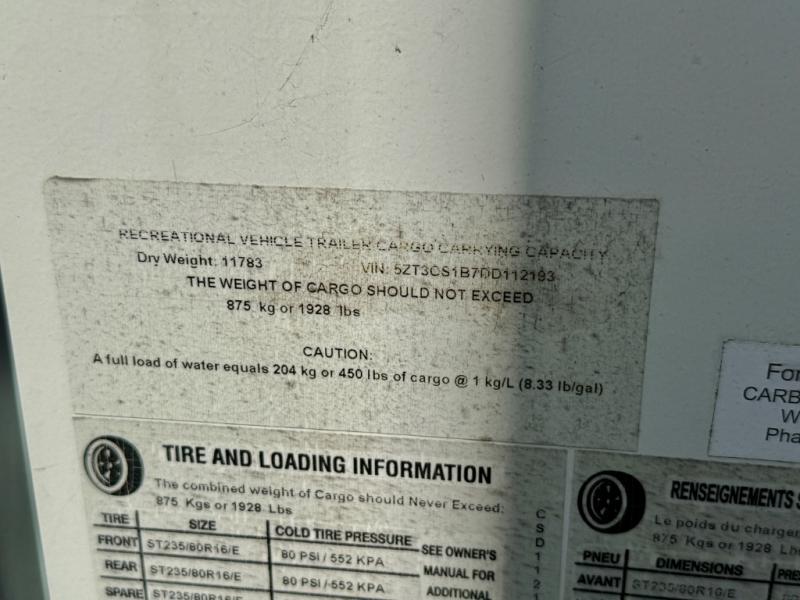 RECREATIONAL VEHICLE TRAILER CARGO CARRYING CAPACITY
Dry Weight: 11783 VIN: 5ZT3CS1B7DD112193
THE WEIGHT OF CARGO SHOULD NOT EXCEED
875 kg or 1928 lbs
CAUTION:
A full load of water equals 204 kg or 450 lbs of cargo @ 1 kg/L (8.33 lb/gal)
TIRE AND LOADING INFORMATION
The combined weight of Cargo should Never Exceed:
875 Kgs or 1928 Lbs
TIRE SIZE COLD TIRE PRESSURE
FRONT ST235/80R16/E 80 PSI / 552 KPA
REAR ST235/80R16/E 80 PSI / 552 KPA
SPARE ST235/80R16/E
SEE OWNER'S
MANUAL FOR
ADDITIONAL
C
S
D
1
1
2
RENSEIGNEMENTS
Le poids du
875 Kgs or 1928
PNEU DIMENSIONS
AVANT ST235/80R16/E
CARB